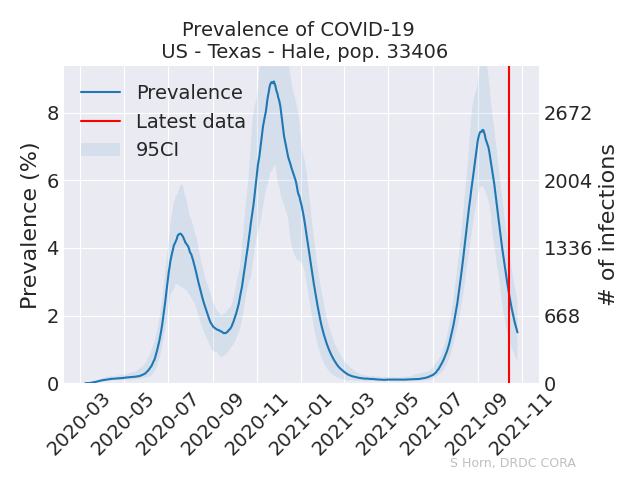 Prevalence of COVID-19
US - Texas - Hale, pop. 33406
Prevalence
Latest data
95CI
Prevalence (%)
8
6
4
2
0
2672
2004
1336
668
0
# of infections
2020-03
2020-05
2020-07
2020-09
2020-11
2021-01
2021-03
2021-05
2021-07
2021-09
2021-11
S Horn, DRDC CORA